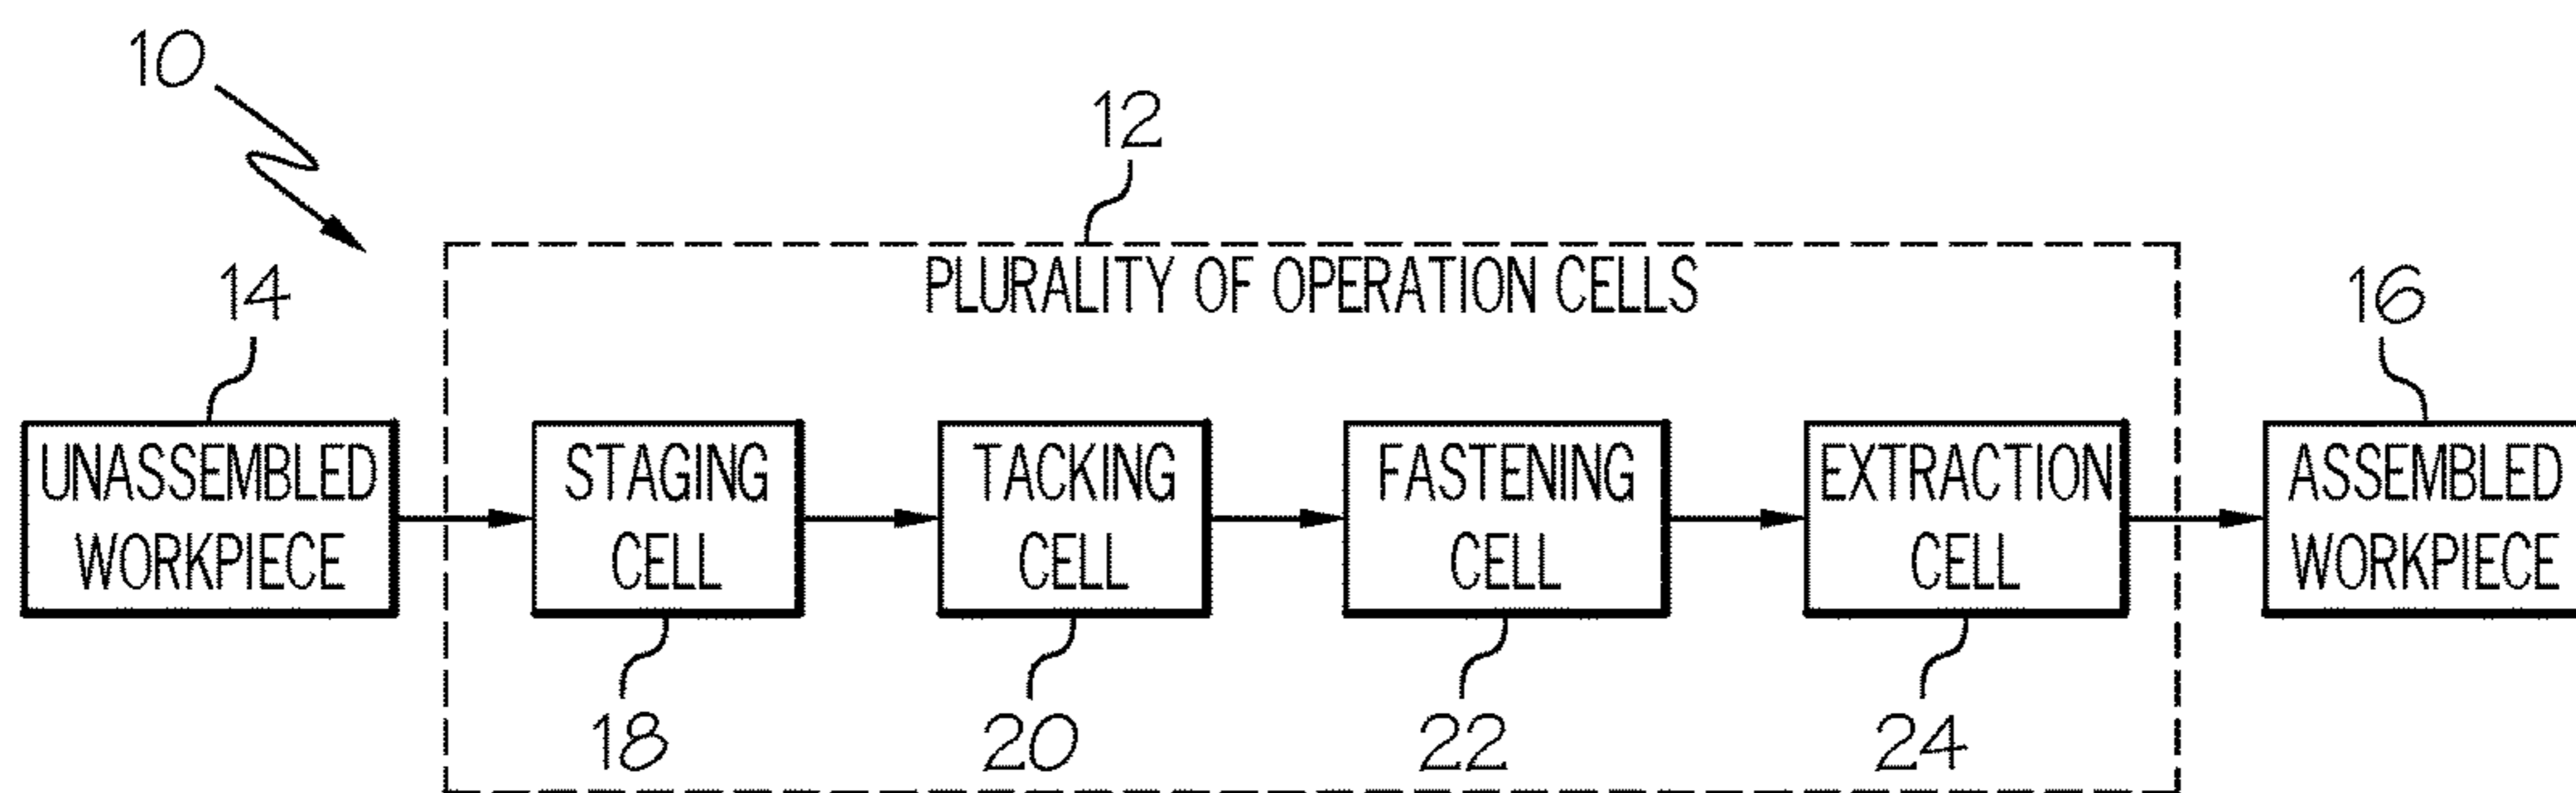 10
12
PLURALITY OF OPERATION CELLS
14
16
UNASSEMBLED
WORKPIECE
STAGING
CELL
TACKING
CELL
FASTENING
CELL
EXTRACTION
CELL
ASSEMBLED
WORKPIECE
18
20
22
24